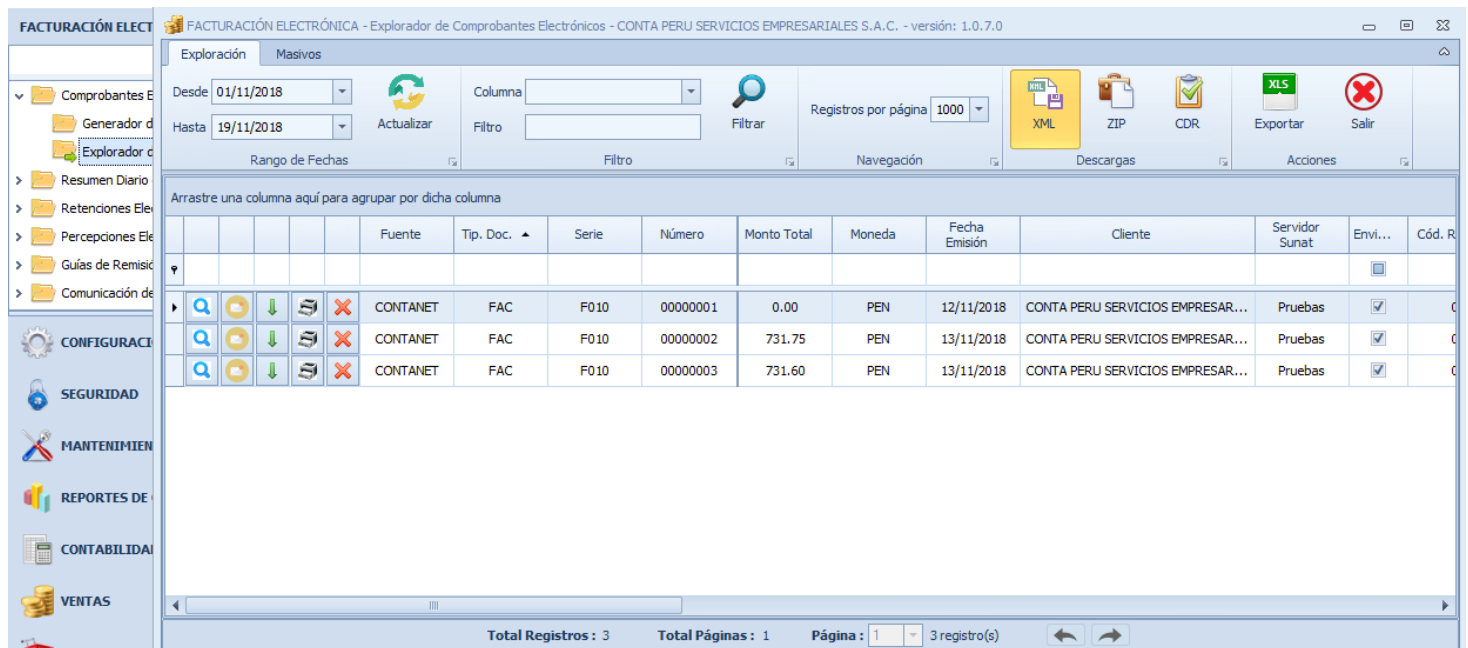 FACTURACIÓN ELECT
FACTURACIÓN ELECTRÓNICA - Explorador de Comprobantes Electrónicos - CONTA PERU SERVICIOS EMPRESARIALES S.A.C. - versión: 1.0.7.0
Exploración Masivos
Desde 01/11/2018
Hasta 19/11/2018
Actualizar
Rango de Fechas
Columna
Filtro
Filtrar
Filtro
Registros por página 1000
Navegación
XML ZIP CDR
Descargas
XLS
Exportar Salir
Acciones
Comprobantes E
Generador d
Explorador d
Resumen Diario
Retenciones Ele
Percepciones Ele
Guías de Remisió
Comunicación de
CONFIGURACI
SEGURIDAD
MANTENIMIEN
REPORTES DE
CONTABILIDA
VENTAS
Arrastre una columna aquí para agrupar por dicha columna
Fuente Tip. Doc. Serie Número Monto Total Moneda Fecha Emisión Cliente Servidor Sunat Envi... Cód. R
CONTANET FAC F010 00000001 0.00 PEN 12/11/2018 CONTA PERU SERVICIOS EMPRESAR... Pruebas
CONTANET FAC F010 00000002 731.75 PEN 13/11/2018 CONTA PERU SERVICIOS EMPRESAR... Pruebas
CONTANET FAC F010 00000003 731.60 PEN 13/11/2018 CONTA PERU SERVICIOS EMPRESAR... Pruebas
Total Registros : 3 Total Páginas : 1 Página : 1 3 registro(s)